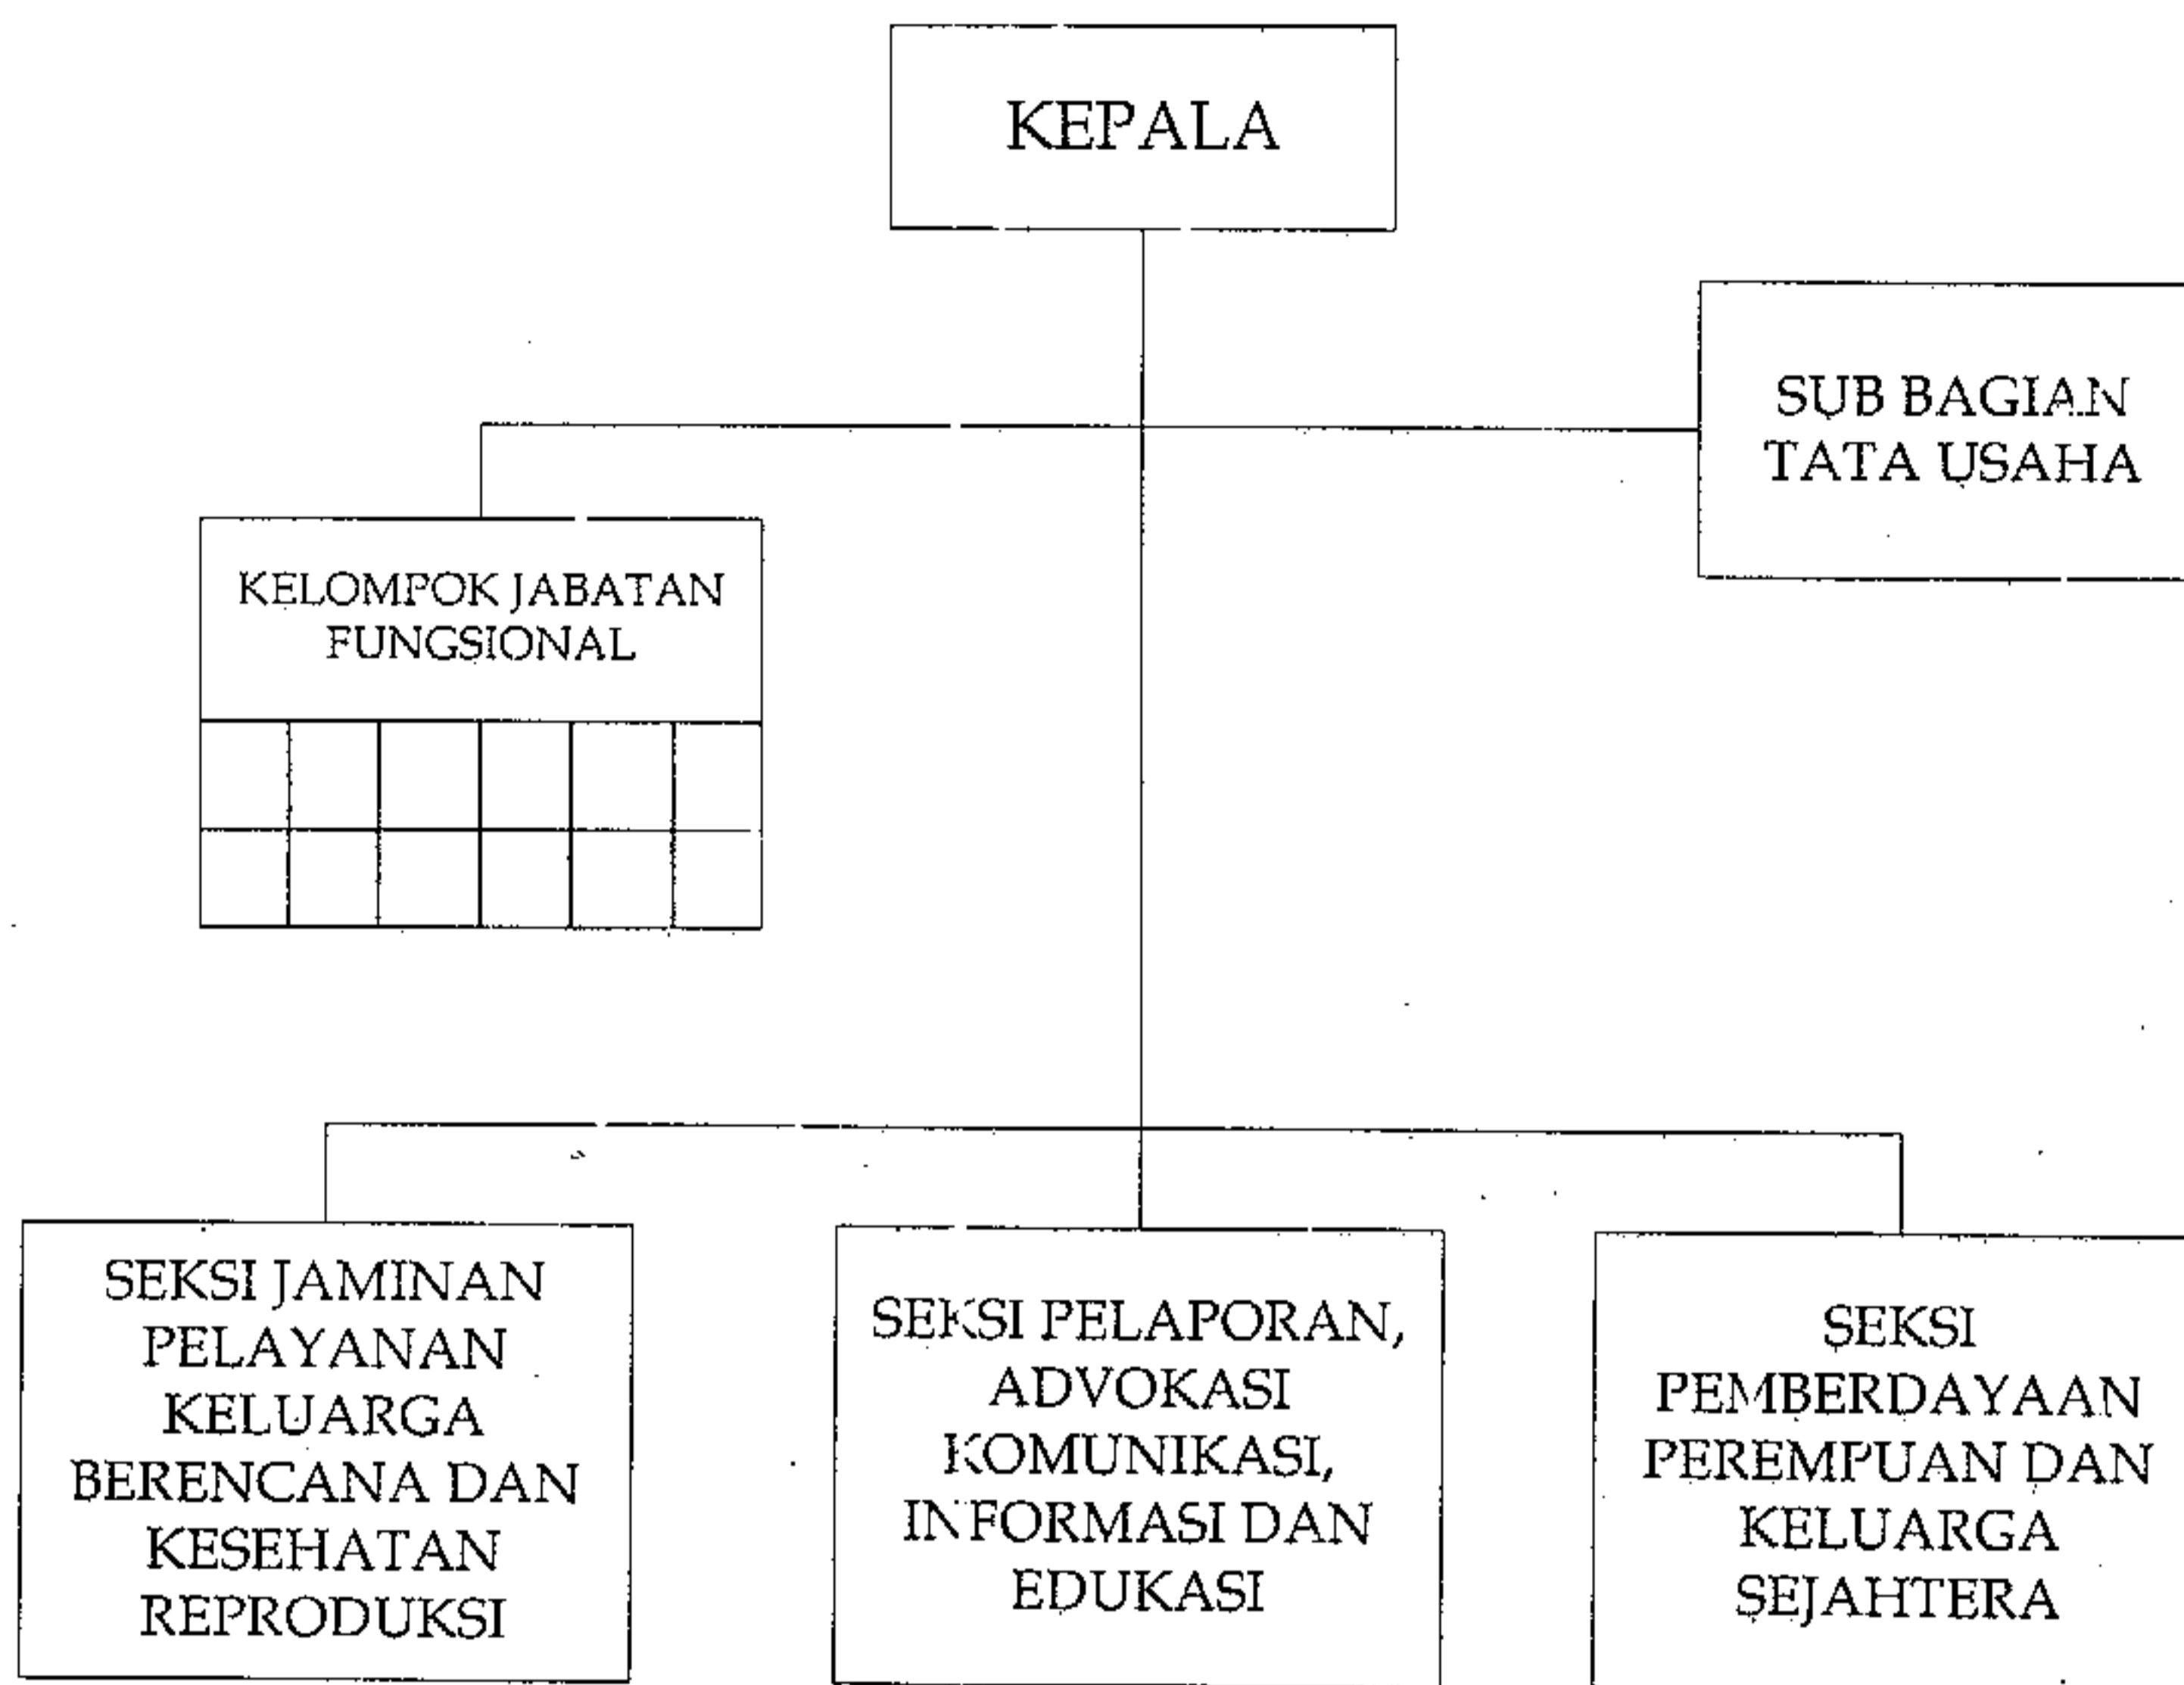 KEPALA
SUB BAGIAN
TATA USAHA
KELOMPOK JABATAN
FUNGSIONAL
SEKSI JAMINAN
PELAYANAN
KELUARGA
BERENCANA DAN
KESEHATAN
REPRODUKSI
SEKSI PELAPORAN,
ADVOKASI
KOMUNIKASI,
INFORMASI DAN
EDUKASI
SEKSI
PEMBERDAYAAN
PEREMPUAN DAN
KELUARGA
SEJAHTERA